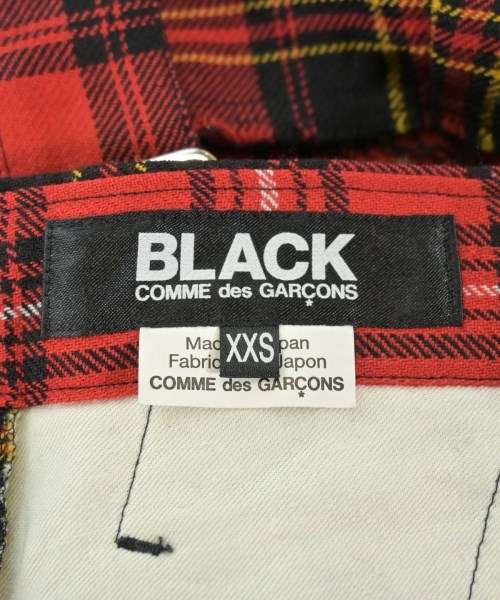 BLACK
COMME des GARÇONS
*
Mac pan
XXS
Fabric Japon
COMME des GARÇONS
*